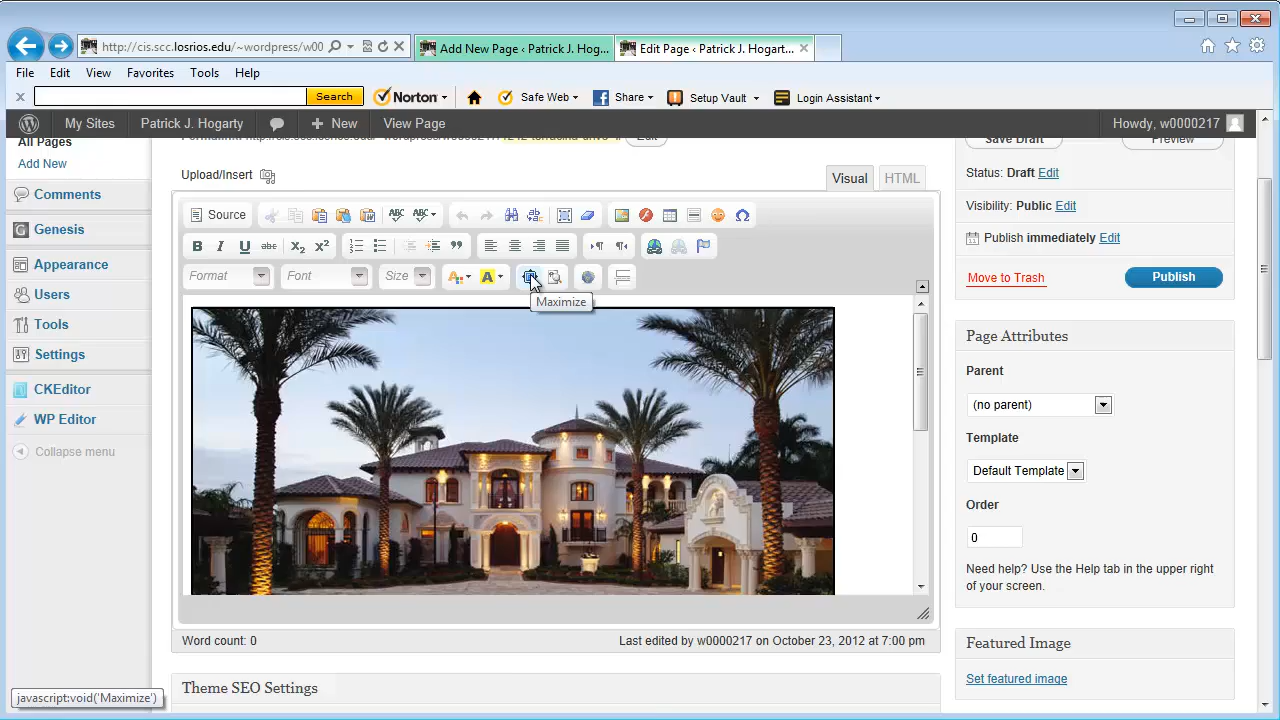 http://cis.scc.losrios.edu/~wordpress/w00
Add New Page ‹ Patrick J. Hog...
Edit Page ‹ Patrick J. Hogart...
File Edit View Favorites Tools Help
Search
Norton
Safe Web
Share
Setup Vault
Login Assistant
My Sites
Patrick J. Hogarty
New
View Page
Howdy, w0000217
All Pages
Add New
Comments
Genesis
Appearance
Users
Tools
Settings
CKEditor
WP Editor
Collapse menu
Edit
Upload/Insert
Visual
HTML
Source
Format
Font
Size
Maximize
Word count: 0
Last edited by w0000217 on October 23, 2012 at 7:00 pm
Theme SEO Settings
Save Draft
Preview
Status: Draft Edit
Visibility: Public Edit
Publish immediately Edit
Move to Trash
Publish
Page Attributes
Parent
(no parent)
Template
Default Template
Order
0
Need help? Use the Help tab in the upper right
of your screen.
Featured Image
Set featured image
javascript:void('Maximize')